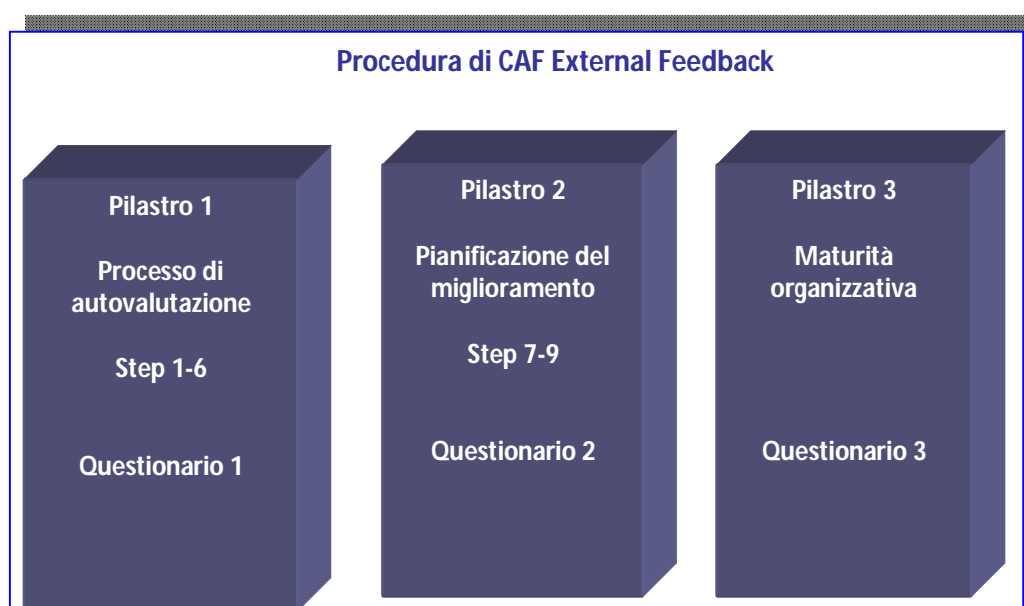 Procedura di CAF External Feedback
Pilastro 1
Processo di
autovalutazione
Step 1-6
Questionario 1
Pilastro 2
Pianificazione del
miglioramento
Step 7-9
Questionario 2
Pilastro 3
Maturità
organizzativa
Questionario 3